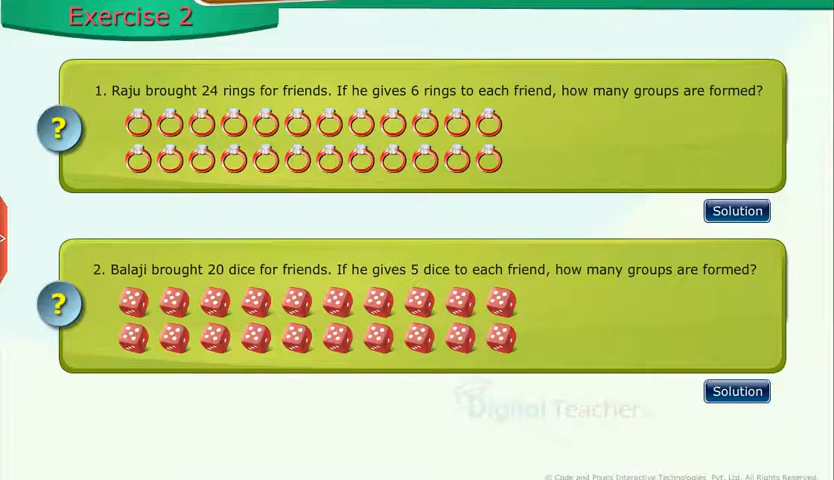 Exercise 2
1. Raju brought 24 rings for friends. If he gives 6 rings to each friend, how many groups are formed?
?
Solution
2. Balaji brought 20 dice for friends. If he gives 5 dice to each friend, how many groups are formed?
?
Solution
Digital Teacher
© Code and Pixels Interactive Technologies, Pvt. Ltd. All Rights Reserved.